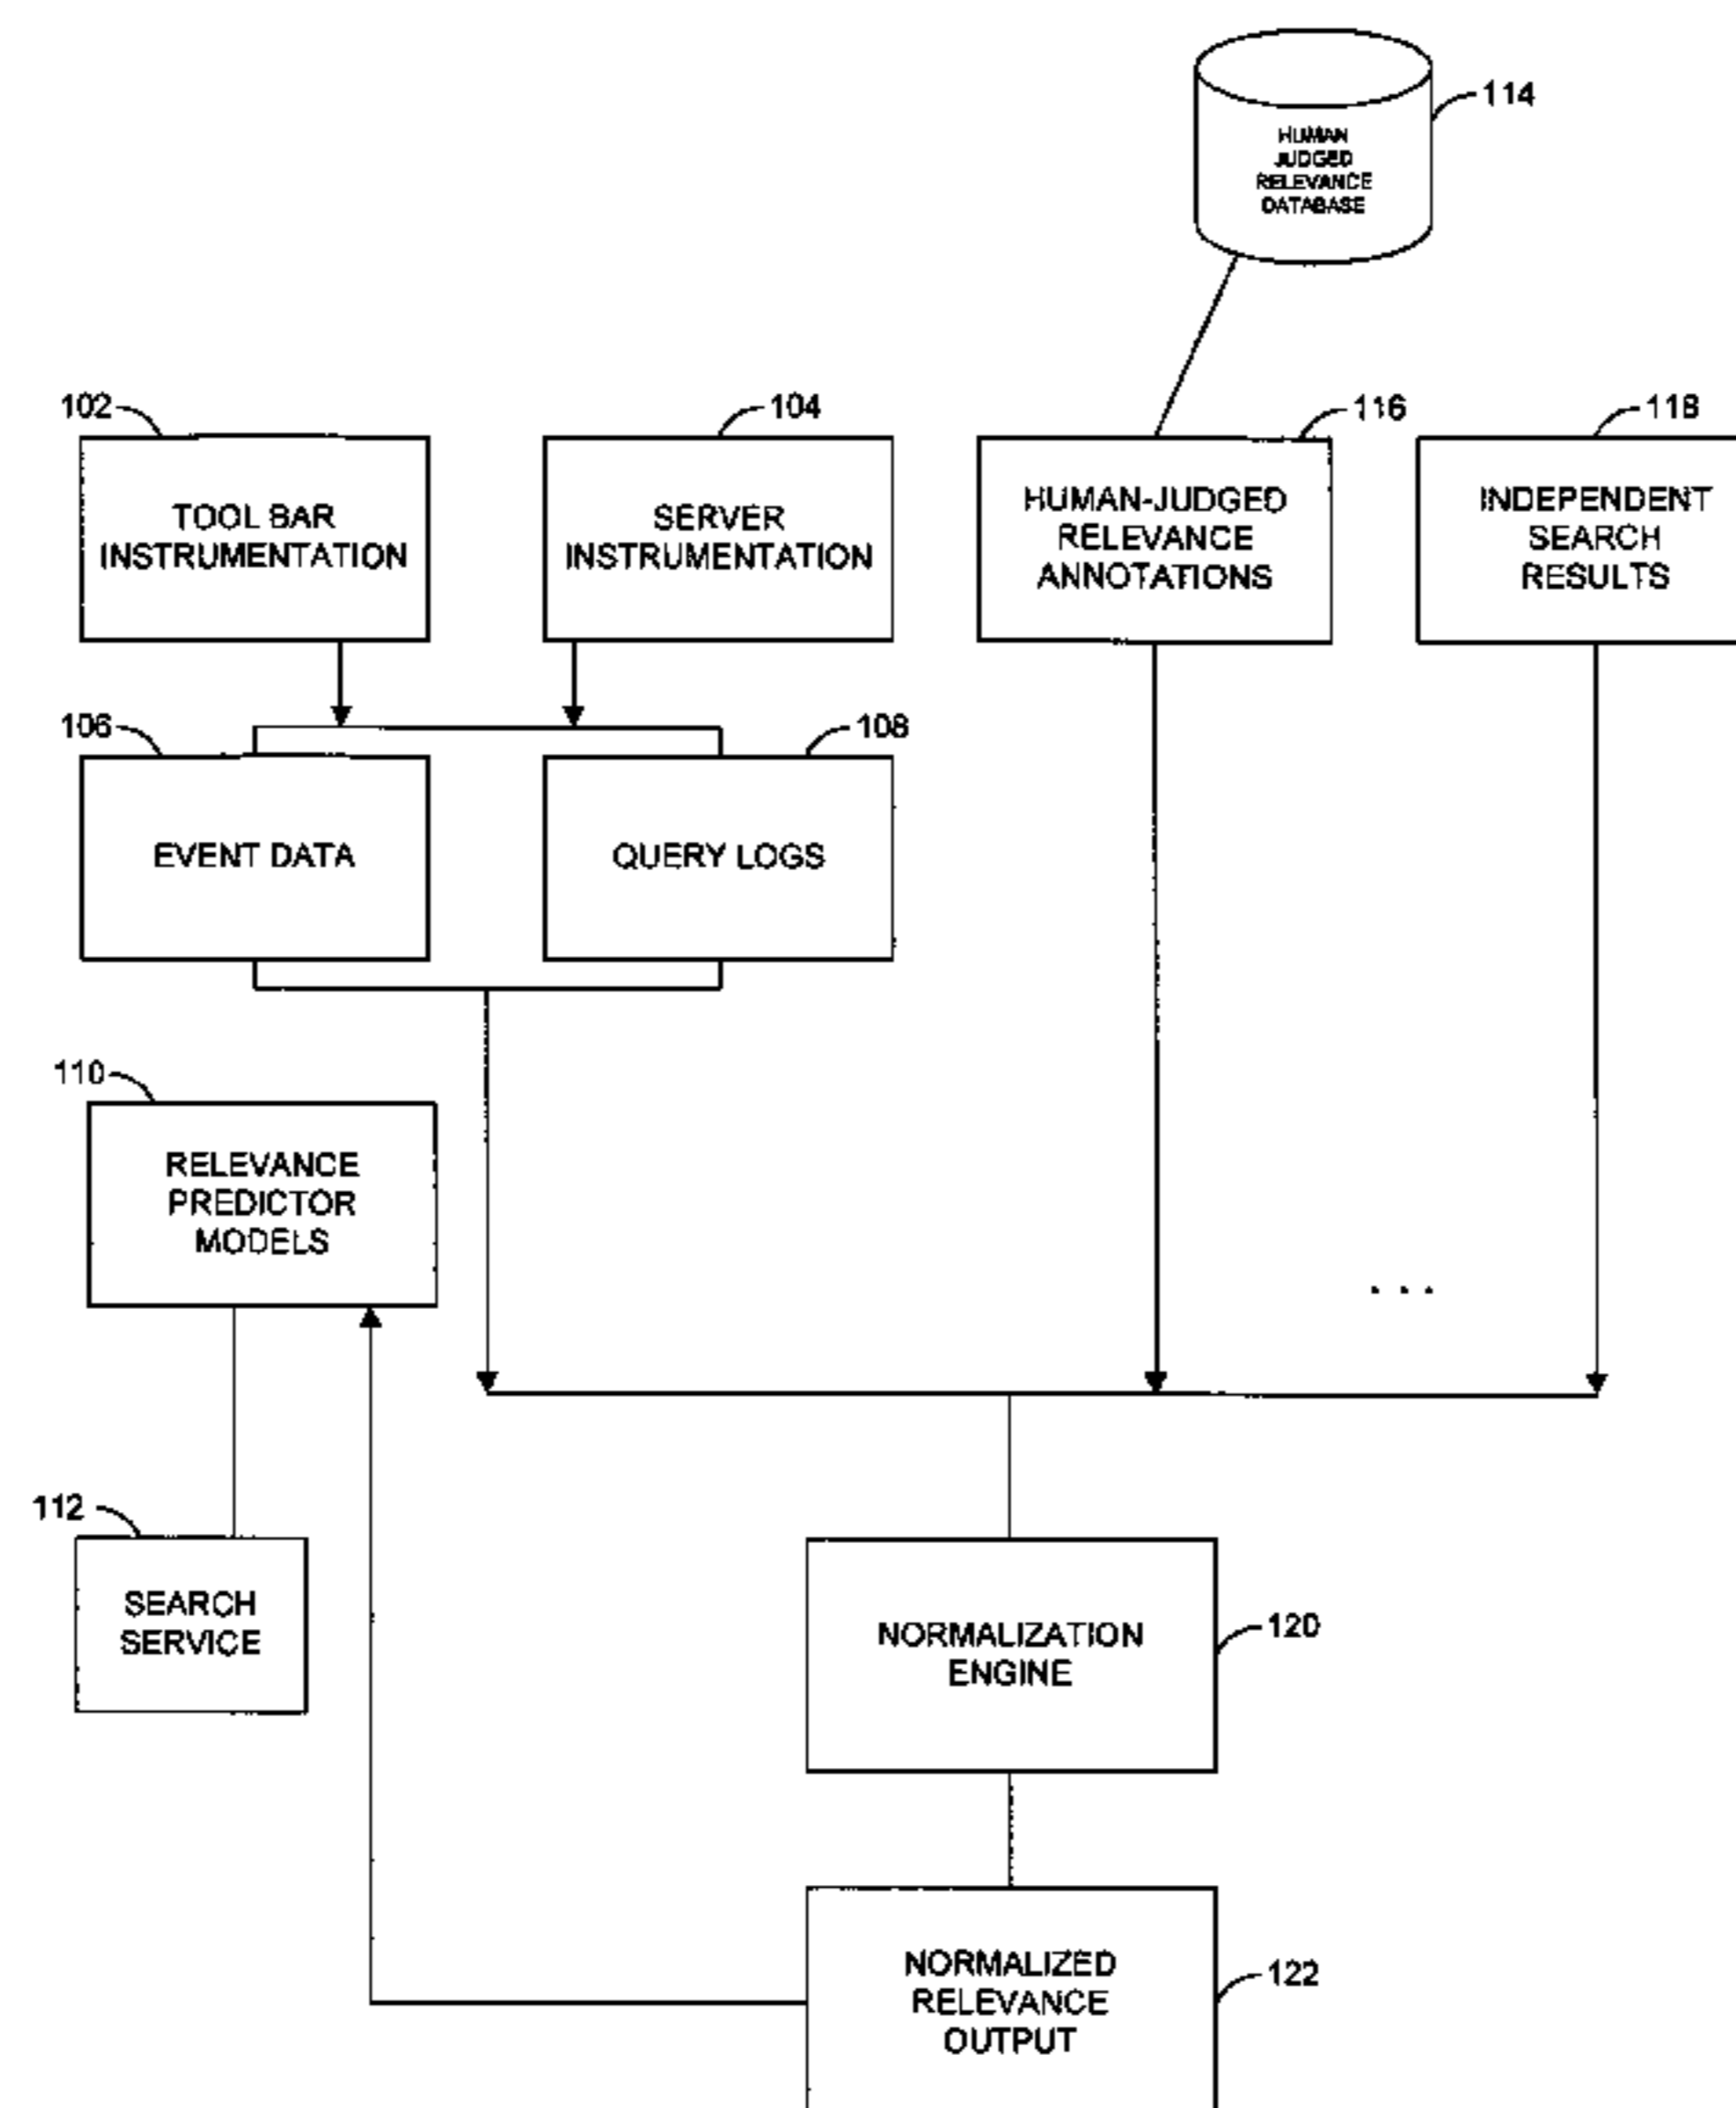 114
HUMAN
JUDGED
RELEVANCE
DATABASE
102
104
116
118
TOOL BAR
INSTRUMENTATION
SERVER
INSTRUMENTATION
HUMAN-JUDGED
RELEVANCE
ANNOTATIONS
INDEPENDENT
SEARCH
RESULTS
106
108
EVENT DATA
QUERY LOGS
110
RELEVANCE
PREDICTOR
MODELS
. . .
112
SEARCH
SERVICE
120
NORMALIZATION
ENGINE
122
NORMALIZED
RELEVANCE
OUTPUT